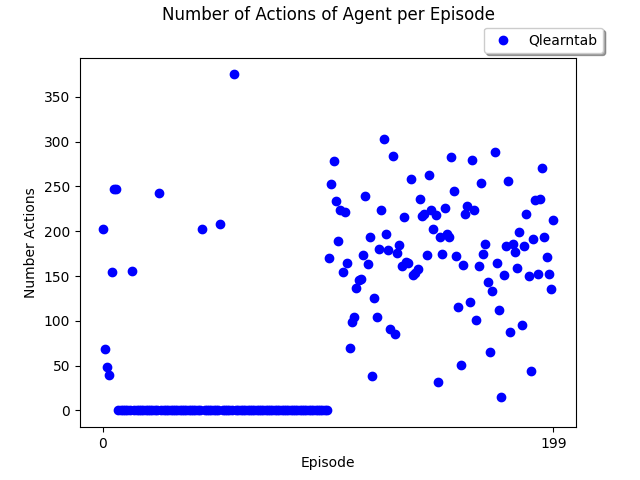 Number of Actions of Agent per Episode
Qlearntab
350
300
250
200
150
100
50
0
Number Actions
0
199
Episode